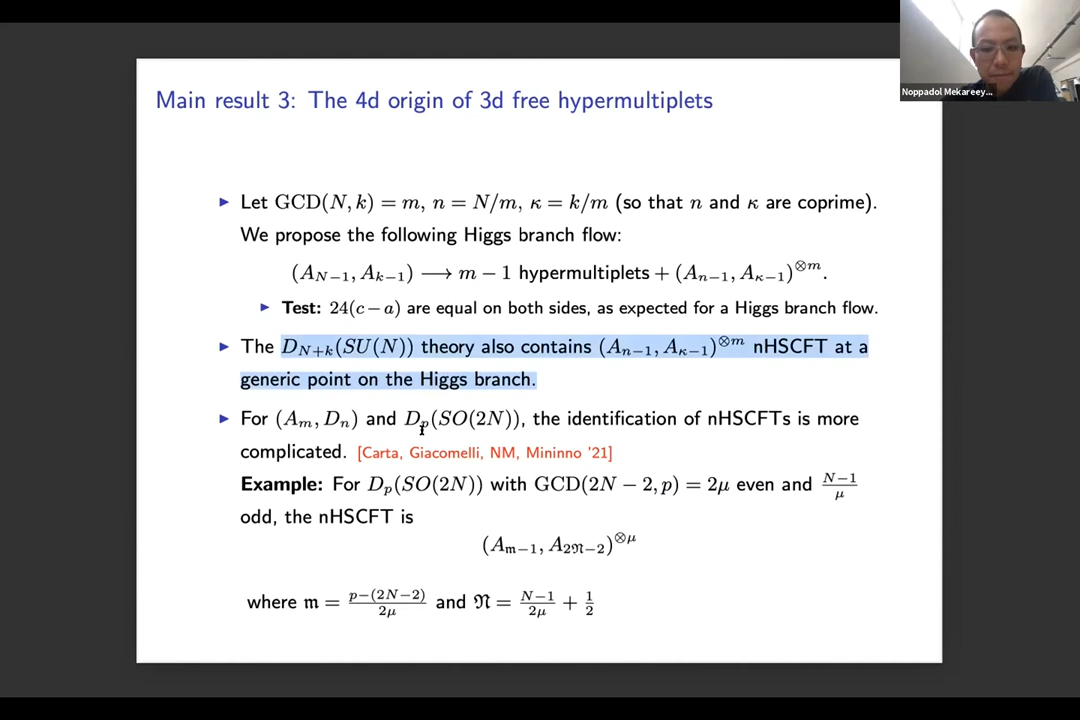 Main result 3: The 4d origin of 3d free hypermultiplets
Noppadol Mekareey...
▶ Let GCD(N, k) = m, n = N/m, κ = k/m (so that n and κ are coprime).
We propose the following Higgs branch flow:
(A_{N−1}, A_{k−1}) ⟶ m − 1 hypermultiplets + (A_{n−1}, A_{κ−1})^{⊗m}.
▶ Test: 24(c − a) are equal on both sides, as expected for a Higgs branch flow.
▶ The D_{N+k}(SU(N)) theory also contains (A_{n−1}, A_{κ−1})^{⊗m} nHSCFT at a
generic point on the Higgs branch.
▶ For (A_m, D_n) and D_p(SO(2N)), the identification of nHSCFTs is more
complicated. [Carta, Giacomelli, NM, Mininno '21]
Example: For D_p(SO(2N)) with GCD(2N − 2, p) = 2μ even and \frac{N−1}{μ}
odd, the nHSCFT is
(A_{𝔪−1}, A_{2𝔑−2})^{⊗μ}
where 𝔪 = \frac{p−(2N−2)}{2μ} and 𝔑 = \frac{N−1}{2μ} + \frac{1}{2}